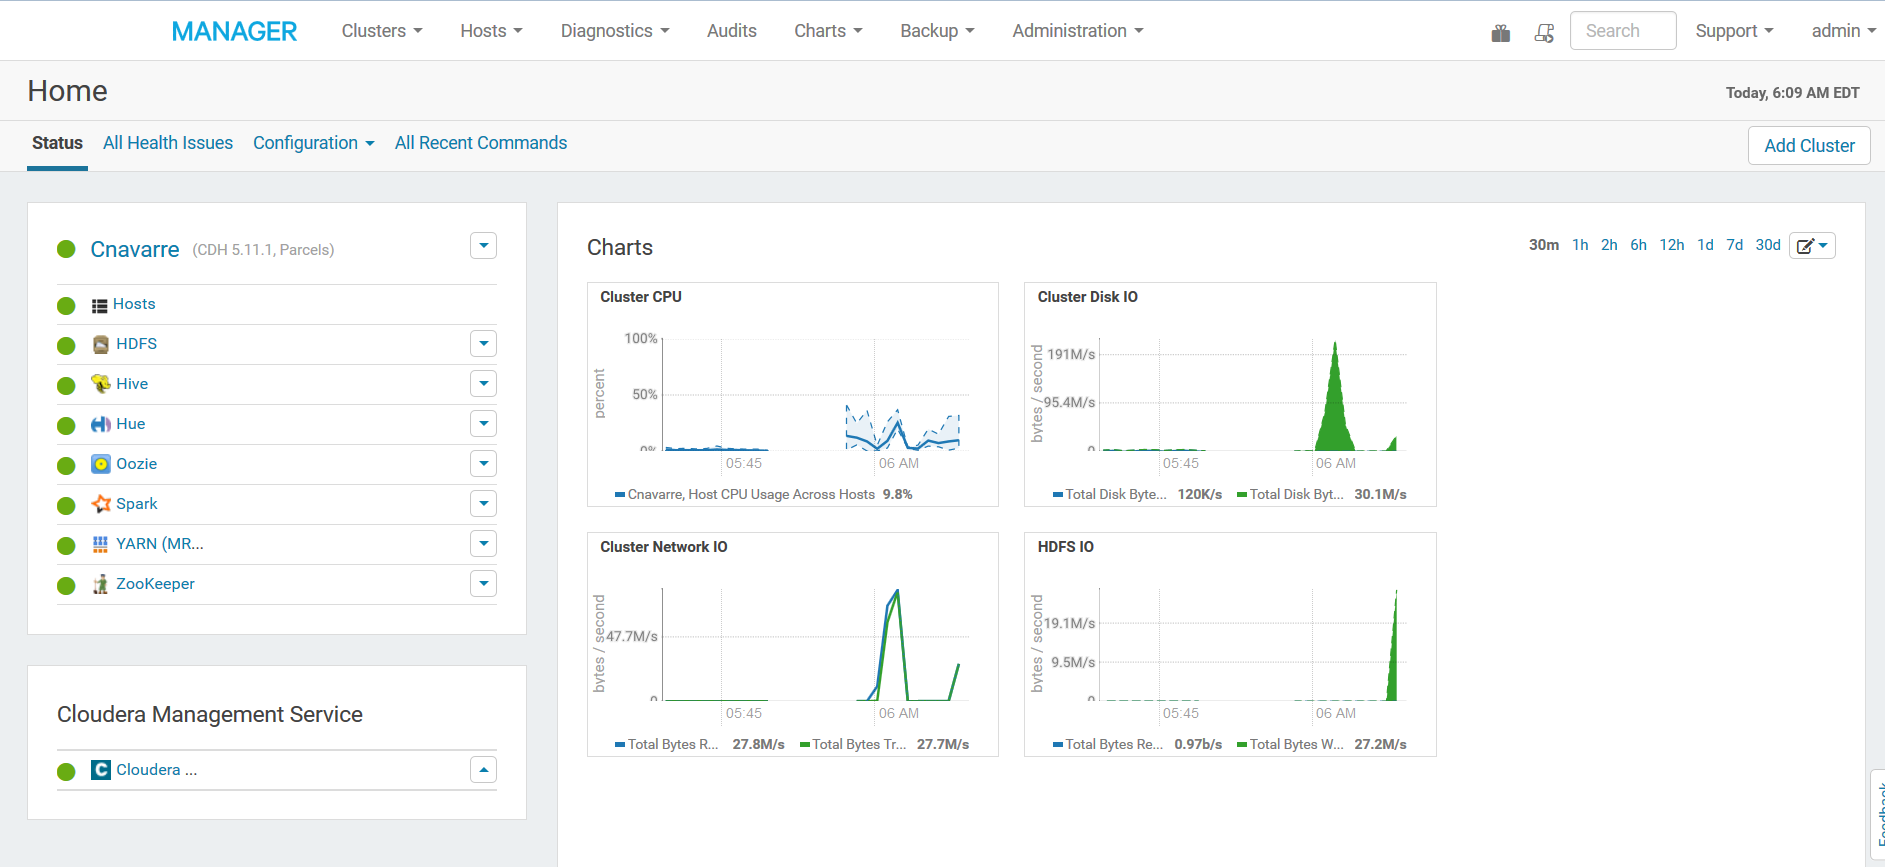 MANAGER Clusters Hosts Diagnostics Audits Charts Backup Administration Search Support admin
Home
Today, 6:09 AM EDT
Status All Health Issues Configuration All Recent Commands Add Cluster
Cnavarre (CDH 5.11.1, Parcels)
Hosts
HDFS
Hive
Hue
Oozie
Spark
YARN (MR...
ZooKeeper
Cloudera Management Service
C Cloudera ...
Charts
30m 1h 2h 6h 12h 1d 7d 30d
Cluster CPU
percent
100%
50%
0%
05:45 06 AM
Cnavarre, Host CPU Usage Across Hosts 9.8%
Cluster Disk IO
bytes / second
191M/s
95.4M/s
0
05:45 06 AM
Total Disk Byte... 120K/s Total Disk Byt... 30.1M/s
Cluster Network IO
bytes / second
47.7M/s
0
05:45 06 AM
Total Bytes R... 27.8M/s Total Bytes Tr... 27.7M/s
HDFS IO
bytes / second
19.1M/s
9.5M/s
0
05:45 06 AM
Total Bytes Re... 0.97b/s Total Bytes W... 27.2M/s
Feedback